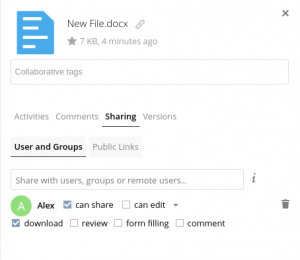 New File.docx
7 KB, 4 minutes ago
Collaborative tags
Activities Comments Sharing Versions
User and Groups Public Links
Share with users, groups or remote users...
i
A Alex can share can edit
download review form filling comment